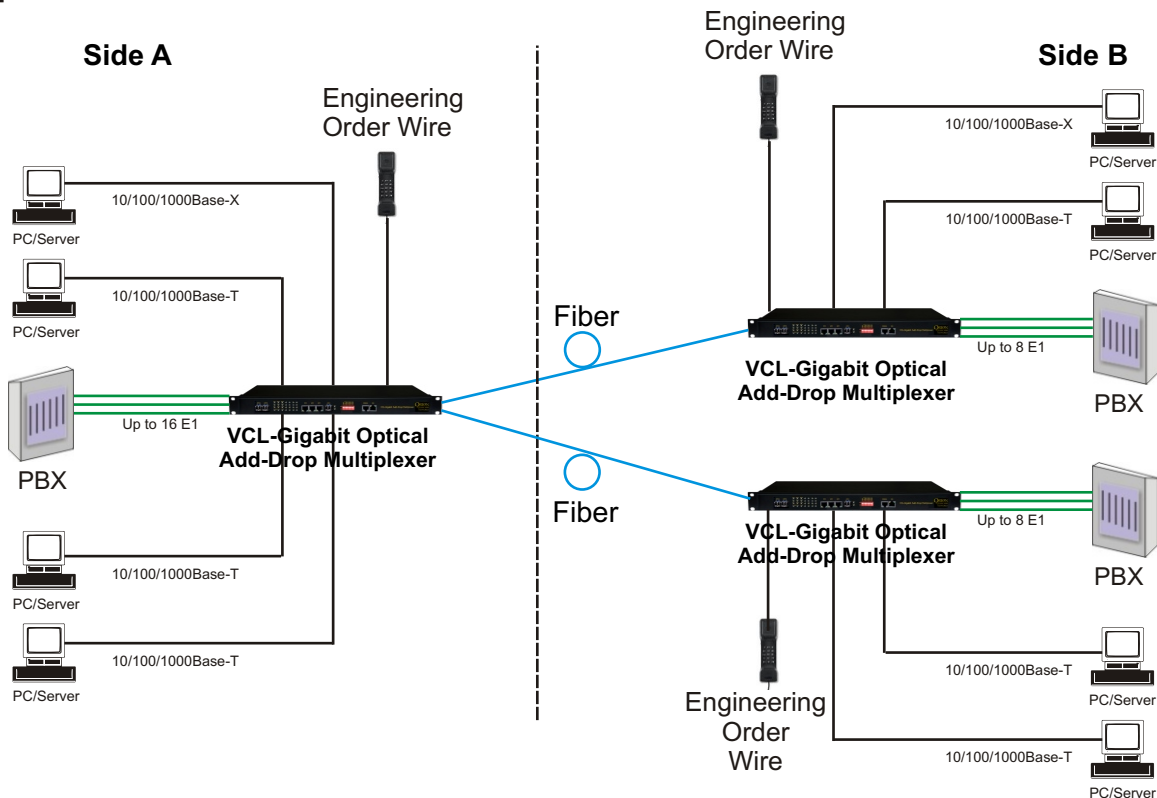 Side A
Engineering
Order Wire
10/100/1000Base-X
PC/Server
10/100/1000Base-T
PC/Server
Up to 16 E1
PBX
VCL-Gigabit Optical
Add-Drop Multiplexer
10/100/1000Base-T
PC/Server
10/100/1000Base-T
PC/Server
Fiber
Fiber
Side B
Engineering
Order Wire
10/100/1000Base-X
PC/Server
10/100/1000Base-T
PC/Server
Up to 8 E1
PBX
VCL-Gigabit Optical
Add-Drop Multiplexer
Up to 8 E1
PBX
VCL-Gigabit Optical
Add-Drop Multiplexer
Engineering
Order
Wire
10/100/1000Base-T
PC/Server
10/100/1000Base-T
PC/Server